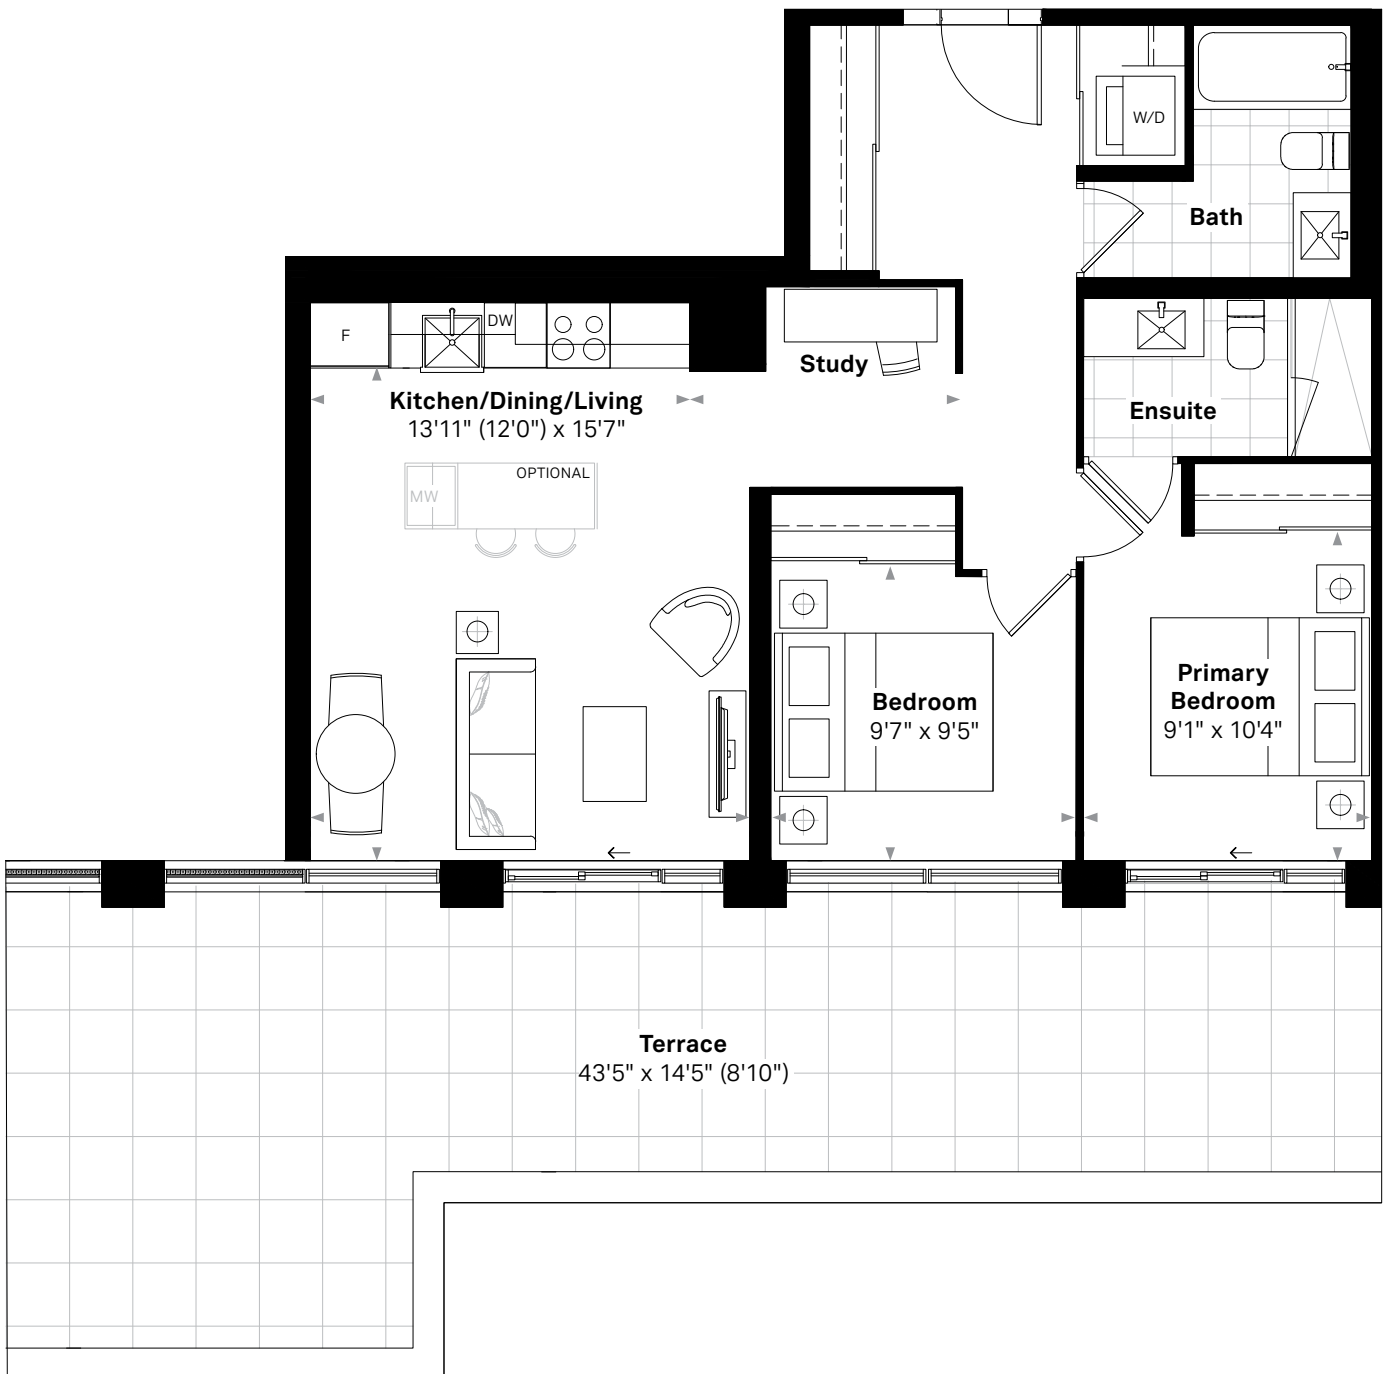 W/D
Bath
F
DW
Study
Kitchen/Dining/Living
13'11" (12'0") x 15'7"
Ensuite
OPTIONAL
MW
Primary
Bedroom
9'1" x 10'4"
Bedroom
9'7" x 9'5"
Terrace
43'5" x 14'5" (8'10")